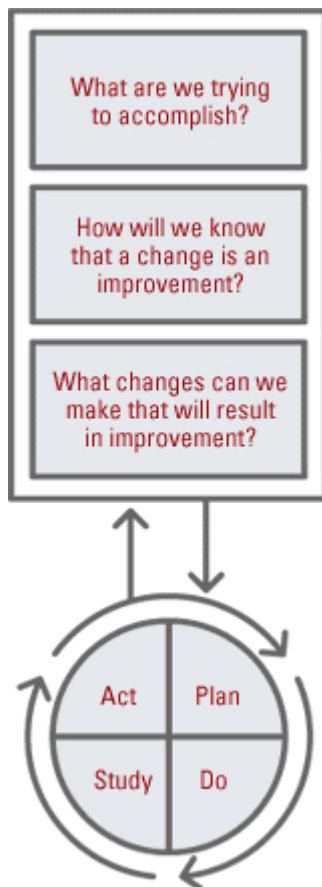 What are we trying
to accomplish?
How will we know
that a change is an
improvement?
What changes can we
make that will result
in improvement?
Act
Plan
Study
Do